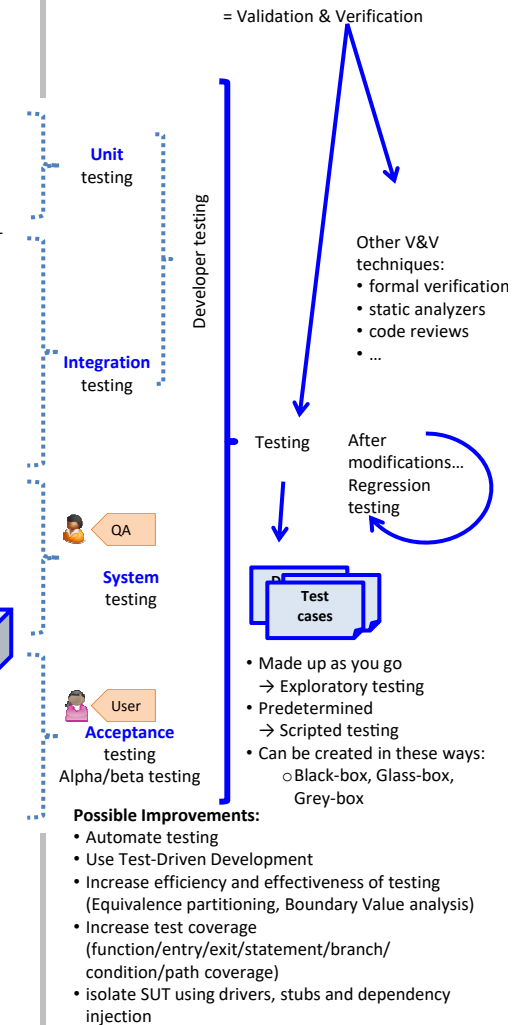 = Validation & Verification
Unit
testing
Developer testing
Other V&V
techniques:
• formal verification
• static analyzers
• code reviews
• ...
Integration
testing
Testing
After
modifications...
Regression
testing
QA
System
testing
Test
cases
User
Acceptance
testing
Alpha/beta testing
• Made up as you go
→ Exploratory testing
• Predetermined
→ Scripted testing
• Can be created in these ways:
○ Black-box, Glass-box,
Grey-box
Possible Improvements:
• Automate testing
• Use Test-Driven Development
• Increase efficiency and effectiveness of testing
(Equivalence partitioning, Boundary Value analysis)
• Increase test coverage
(function/entry/exit/statement/branch/
condition/path coverage)
• isolate SUT using drivers, stubs and dependency
injection